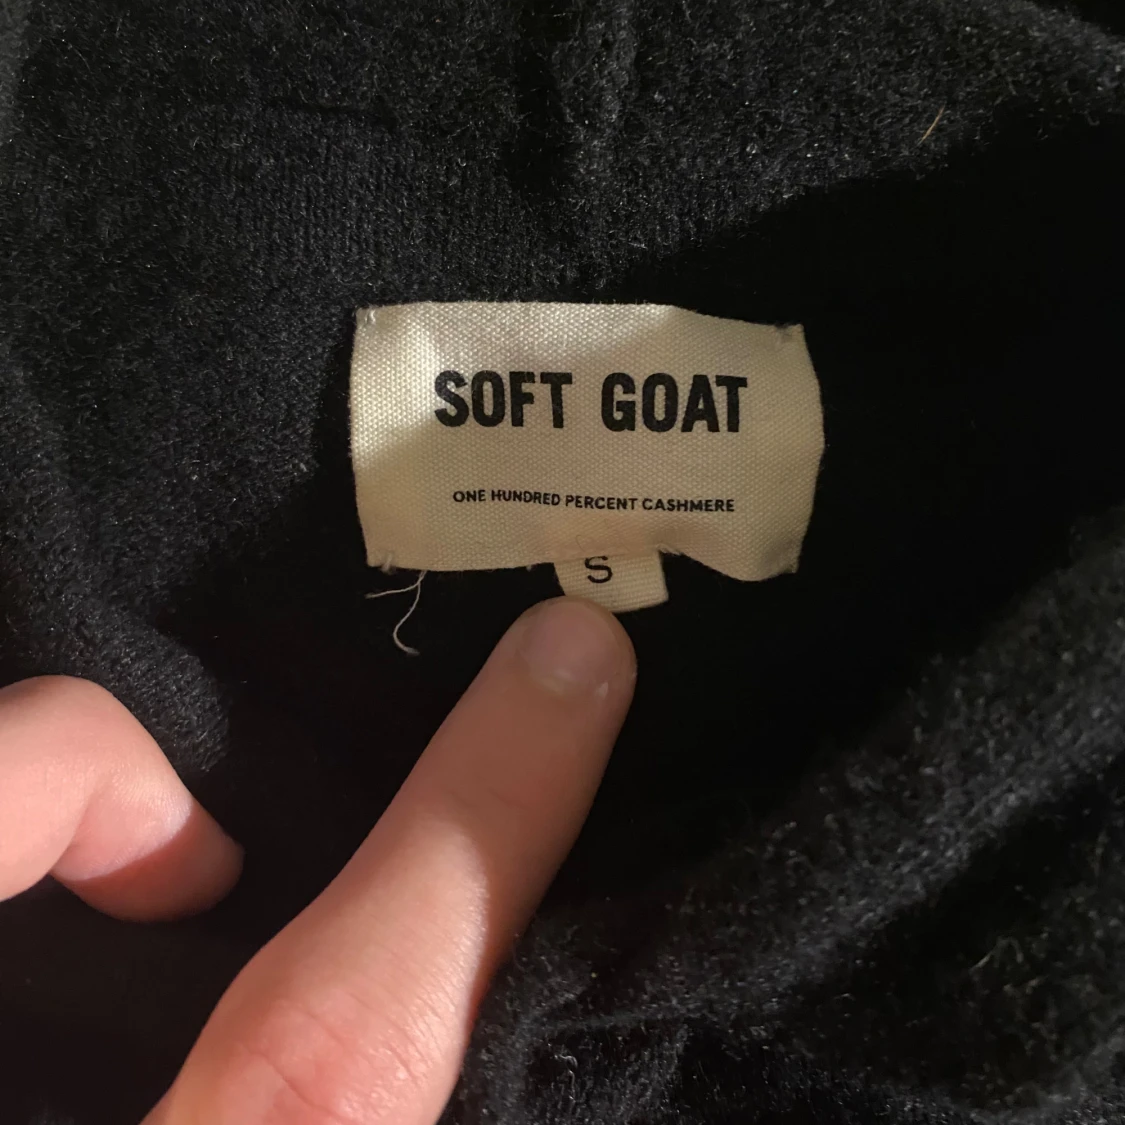 SOFT GOAT
ONE HUNDRED PERCENT CASHMERE
S